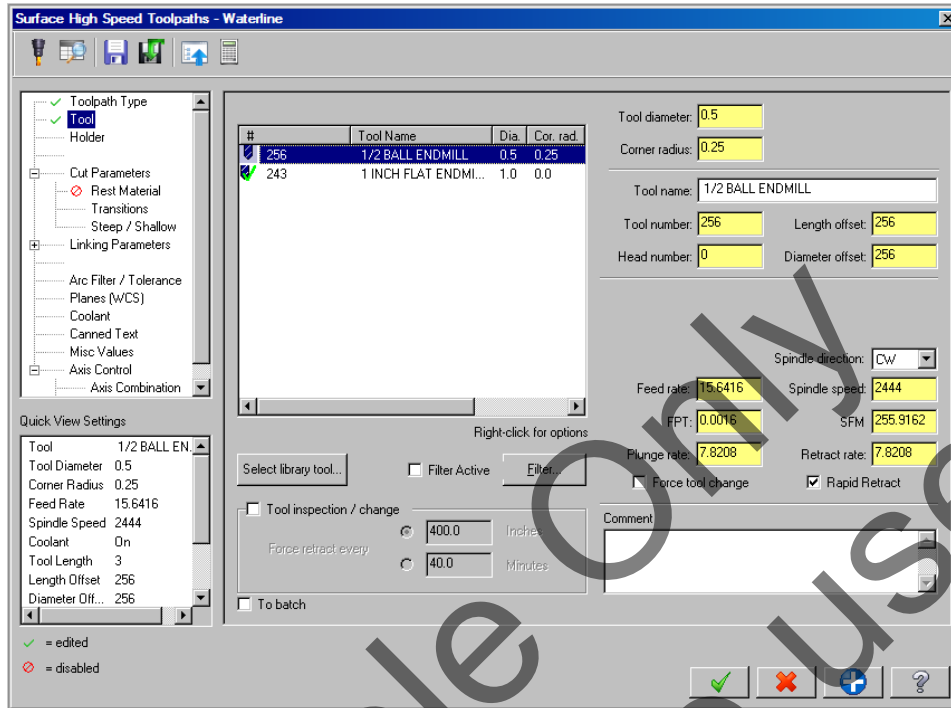 Surface High Speed Toolpaths - Waterline
Toolpath Type
Tool
Holder
Cut Parameters
Rest Material
Transitions
Steep / Shallow
Linking Parameters
Arc Filter / Tolerance
Planes (WCS)
Coolant
Canned Text
Misc Values
Axis Control
Axis Combination
Quick View Settings
Tool 1/2 BALL EN.
Tool Diameter 0.5
Corner Radius 0.25
Feed Rate 15.6416
Spindle Speed 2444
Coolant On
Tool Length 3
Length Offset 256
Diameter Off... 256
= edited
= disabled
# Tool Name Dia. Cor. rad.
256 1/2 BALL ENDMILL 0.5 0.25
243 1 INCH FLAT ENDMI... 1.0 0.0
Right-click for options
Select library tool... Filter Active Filter...
Tool inspection / change
Force retract every
400.0 Inches
40.0 Minutes
To batch
Tool diameter: 0.5
Corner radius: 0.25
Tool name: 1/2 BALL ENDMILL
Tool number: 256 Length offset: 256
Head number: 0 Diameter offset: 256
Spindle direction: CW
Feed rate: 15.6416 Spindle speed: 2444
FPT: 0.0016 SFM 255.9162
Plunge rate: 7.8208 Retract rate: 7.8208
Force tool change Rapid Retract
Comment
Only